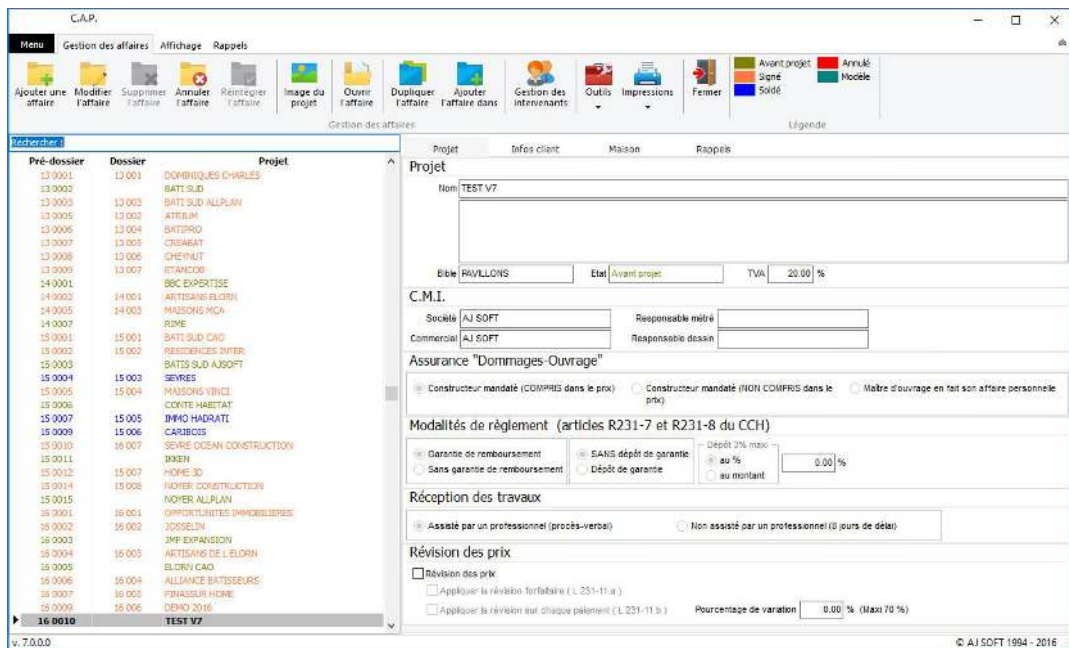 C.A.P.
Menu Gestion des affaires Affichage Rappels
Ajouter une affaire
Modifier l'affaire
Supprimer l'affaire
Annuler l'affaire
Réintégrer l'affaire
Image du projet
Ouvrir l'affaire
Dupliquer l'affaire
Ajouter l'affaire dans
Gestion des intervenants
Outils
Impressions
Fermer
Avant projet Annulé
Signé Modèle
Soldé
Gestion des affaires Légende
Rechercher :
Pré-dossier Dossier Projet
13 0001 13 001 DOMINIQUES CHARLES
13 0002 BATI SUD
13 0003 13 003 BATI SUD ALLPLAN
13 0005 13 002 ATRIUM
13 0006 13 004 BATIPRO
13 0007 13 005 CREABAT
13 0008 13 006 CHEYNUT
13 0009 13 007 ETANCOB
14 0001 BBC EXPERTISE
14 0002 14 001 ARTISANS ELORN
14 0005 14 003 MAISONS MCA
14 0007 RIME
15 0001 15 001 BATI SUD CAO
15 0002 15 002 RESIDENCES INTER
15 0003 BATIS SUD AJSOFT
15 0004 15 003 SEVRES
15 0005 15 004 MAISONS VINCI
15 0006 CONTE HABITAT
15 0007 15 005 IMMO HADRATI
15 0009 15 006 CARIBOIS
15 0010 16 007 SEVRE OCEAN CONSTRUCTION
15 0011 IKKEN
15 0012 15 007 HOME 3D
15 0014 15 008 NOYER CONSTRUCTION
15 0015 NOYER ALLPLAN
16 0001 16 001 OPPORTUNITES IMMOBILIERES
16 0002 16 002 JOSSELIN
16 0003 JMP EXPANSION
16 0004 16 003 ARTISANS DE L ELORN
16 0005 ELORN CAO
16 0006 16 004 ALLIANCE BATISSEURS
16 0007 16 005 FINASSUR HOME
16 0009 16 006 DEMO 2016
16 0010 TEST V7
Projet Infos client Maison Rappels
Projet
Nom TEST V7
Bible PAVILLONS Etat Avant projet TVA 20.00 %
C.M.I.
Société AJ SOFT Responsable métré
Commercial AJ SOFT Responsable dessin
Assurance "Dommages-Ouvrage"
Constructeur mandaté (COMPRIS dans le prix) Constructeur mandaté (NON COMPRIS dans le prix) Maître d'ouvrage en fait son affaire personnelle
Modalités de règlement (articles R231-7 et R231-8 du CCH)
Garantie de remboursement
Sans garantie de remboursement
SANS dépôt de garantie
Dépôt de garantie
Dépôt 3% maxi
au %
au montant
0.00 %
Réception des travaux
Assisté par un professionnel (procès-verbal) Non assisté par un professionnel (8 jours de délai)
Révision des prix
Révision des prix
Appliquer la révision forfaitaire ( L 231-11 a )
Appliquer la révision sur chaque paiement ( L 231-11 b ) Pourcentage de variation 0.00 % (Maxi 70 %)
v. 7.0.0.0 © AJ SOFT 1994 - 2016